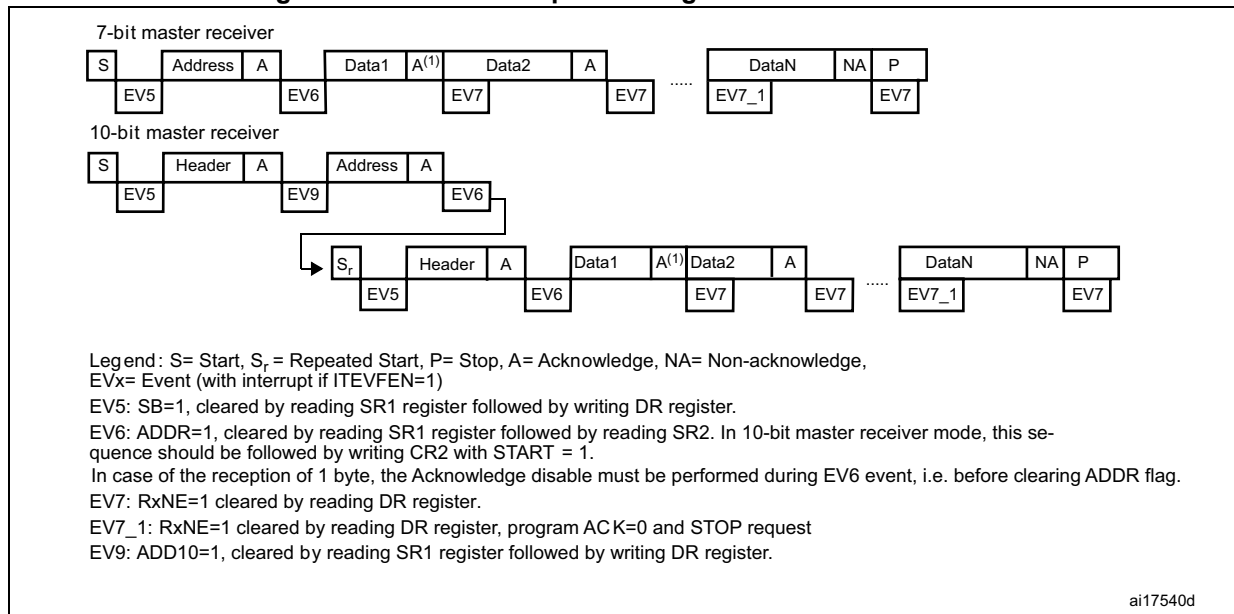 7-bit master receiver
S Address A Data1 A(1) Data2 A ..... DataN NA P
EV5 EV6 EV7 EV7 EV7_1 EV7
10-bit master receiver
S Header A Address A
EV5 EV9 EV6
Sr Header A Data1 A(1) Data2 A ..... DataN NA P
EV5 EV6 EV7 EV7 EV7_1 EV7
Legend: S= Start, Sr = Repeated Start, P= Stop, A= Acknowledge, NA= Non-acknowledge,
EVx= Event (with interrupt if ITEVFEN=1)
EV5: SB=1, cleared by reading SR1 register followed by writing DR register.
EV6: ADDR=1, cleared by reading SR1 register followed by reading SR2. In 10-bit master receiver mode, this se-
quence should be followed by writing CR2 with START = 1.
In case of the reception of 1 byte, the Acknowledge disable must be performed during EV6 event, i.e. before clearing ADDR flag.
EV7: RxNE=1 cleared by reading DR register.
EV7_1: RxNE=1 cleared by reading DR register, program ACK=0 and STOP request
EV9: ADD10=1, cleared by reading SR1 register followed by writing DR register.
ai17540d